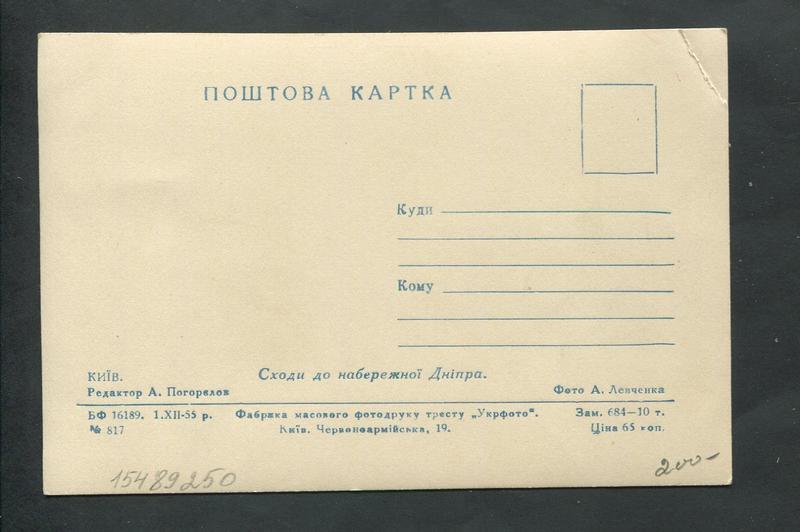 ПОШТОВА КАРТКА
Куди
Кому
КИЇВ. Сходи до набережної Дніпра.
Редактор А. Погорєлов Фото А. Левченка
БФ 16189. 1.XII-55 р. Фабрика масового фотодруку тресту „Укрфото“. Зам. 684—10 т.
№ 817 Київ. Червоноармійська, 19. Ціна 65 коп.
15489250
200-